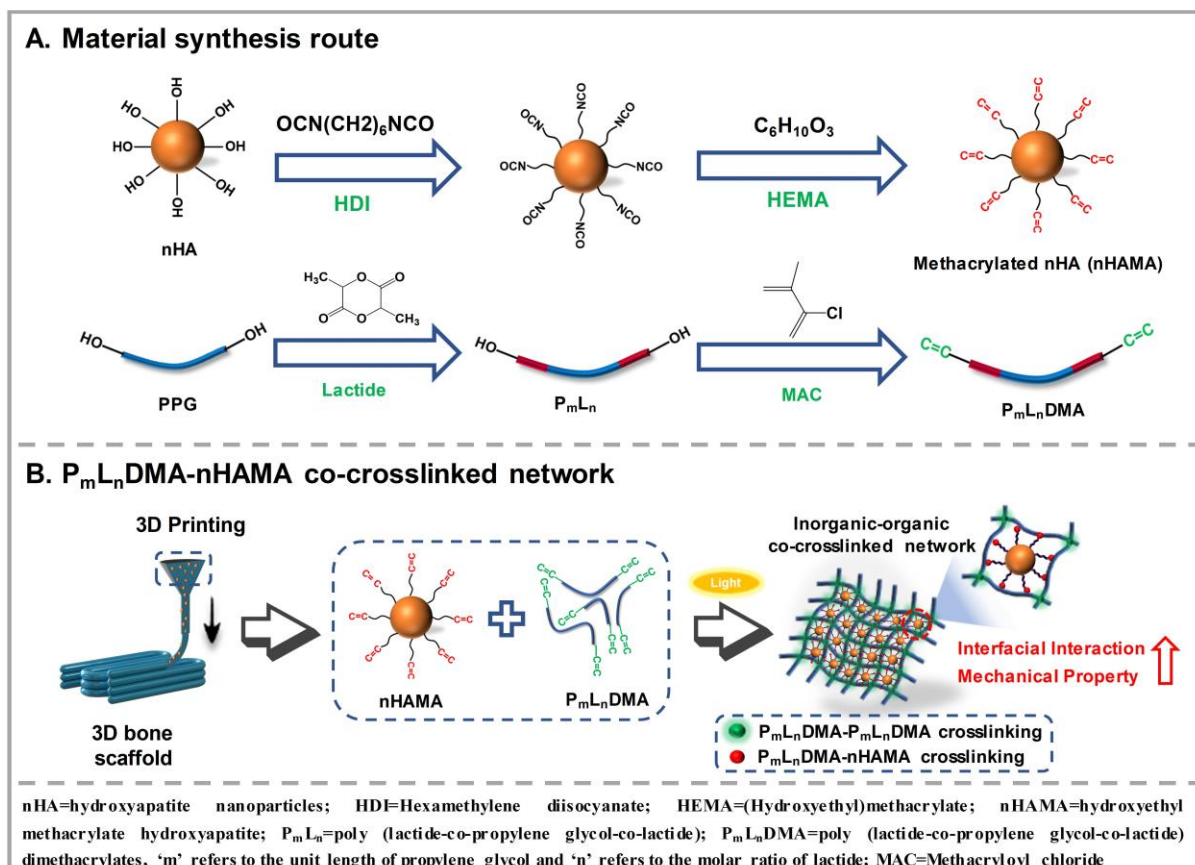 A. Material synthesis route
HO OH HO OH HO OH HO OH
OCN(CH2)6NCO
HDI
nHA
OCN NCO OCN NCO OCN NCO OCN NCO
C6H10O3
HEMA
C=C C=C C=C C=C C=C C=C C=C C=C
Methacrylated nHA (nHAMA)
HO OH
PPG
H3C O O
O O CH3
Lactide
HO OH
PmLn
Cl
MAC
C=C C=C
PmLnDMA
B. PmLnDMA-nHAMA co-crosslinked network
3D Printing
3D bone
scaffold
C=C C=C C=C C=C C=C C=C C=C C=C
nHAMA
C=C C=C C=C C=C C=C C=C C=C C=C
PmLnDMA
Light
Inorganic-organic
co-crosslinked network
Interfacial Interaction
Mechanical Property
PmLnDMA-PmLnDMA crosslinking
PmLnDMA-nHAMA crosslinking
nHA=hydroxyapatite nanoparticles; HDI=Hexamethylene diisocyanate; HEMA=(Hydroxyethyl)methacrylate; nHAMA=hydroxyethyl
methacrylate hydroxyapatite; PmLn=poly (lactide-co-propylene glycol-co-lactide); PmLnDMA=poly (lactide-co-propylene glycol-co-lactide)
dimethacrylates, ‘m’ refers to the unit length of propylene glycol and ‘n’ refers to the molar ratio of lactide; MAC=Methacryloyl chloride